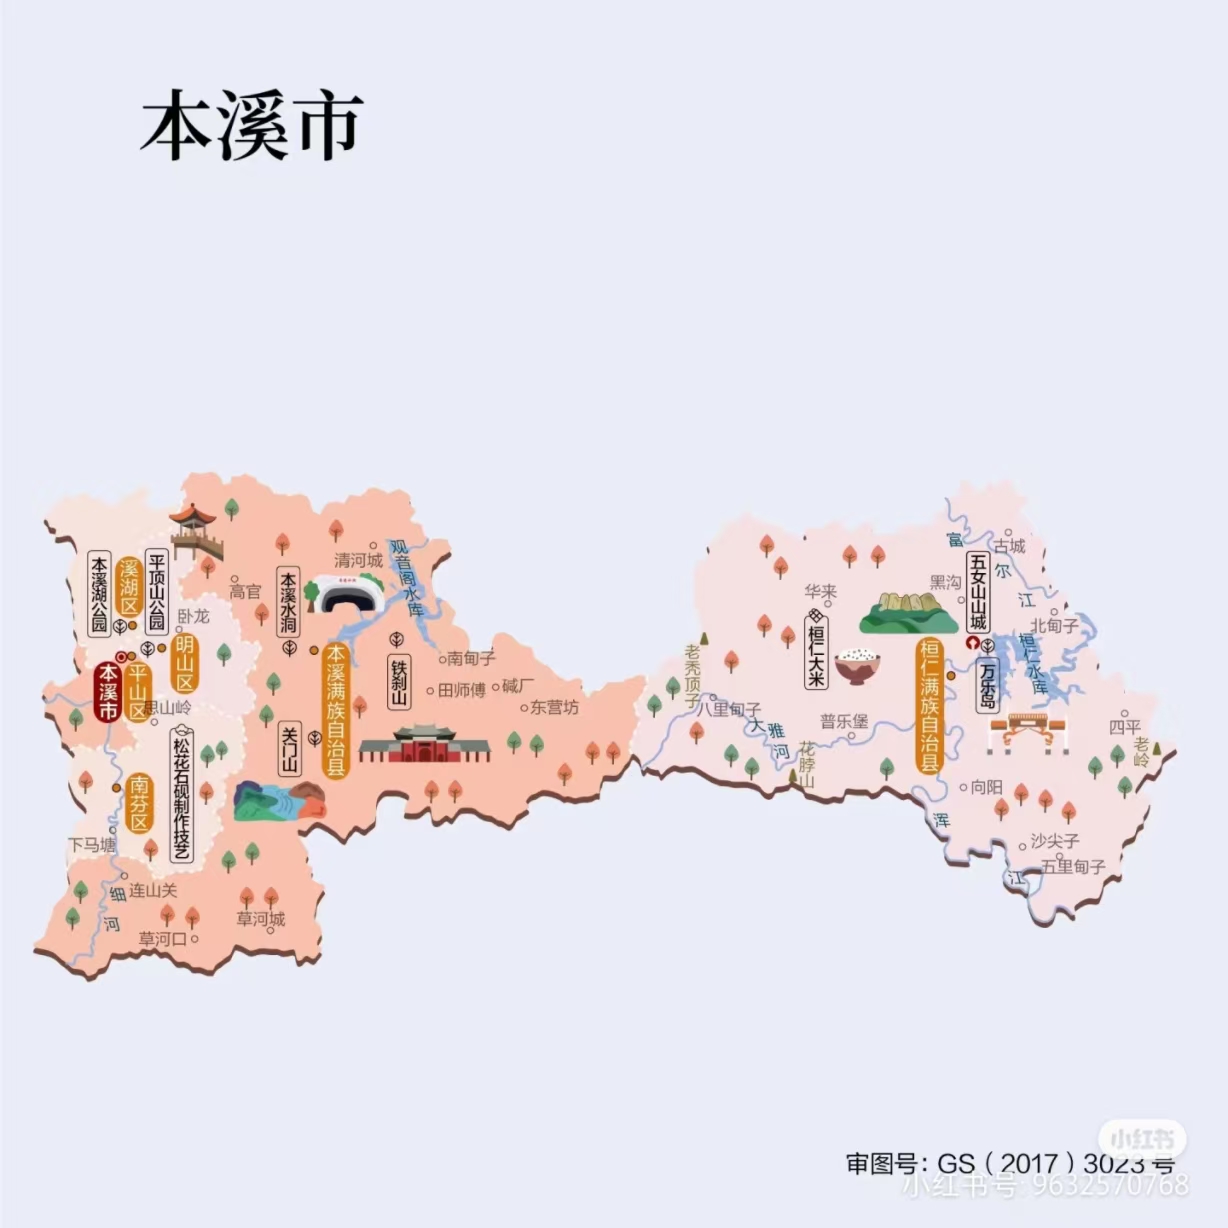 本溪市
本溪湖公园
溪湖区
平顶山公园
高官
卧龙
明山区
本溪市
平山区
思山岭
松花石砚制作技艺
南芬区
下马塘
连山关
细河
草河口
草河城
清河城
观音阁水库
本溪水洞
本溪满族自治县
铁刹山
南甸子
田师傅
碱厂
东营坊
关门山
老秃顶子
八里甸子
大雅河
华来
桓仁大米
普乐堡
花脖山
桓仁满族自治县
富尔江
古城
黑沟
五女山山城
北甸子
桓仁水库
万乐岛
四平
老岭
向阳
浑江
沙尖子
五里甸子
小红书
审图号：GS（2017）3023号
小红书号: 9632570768